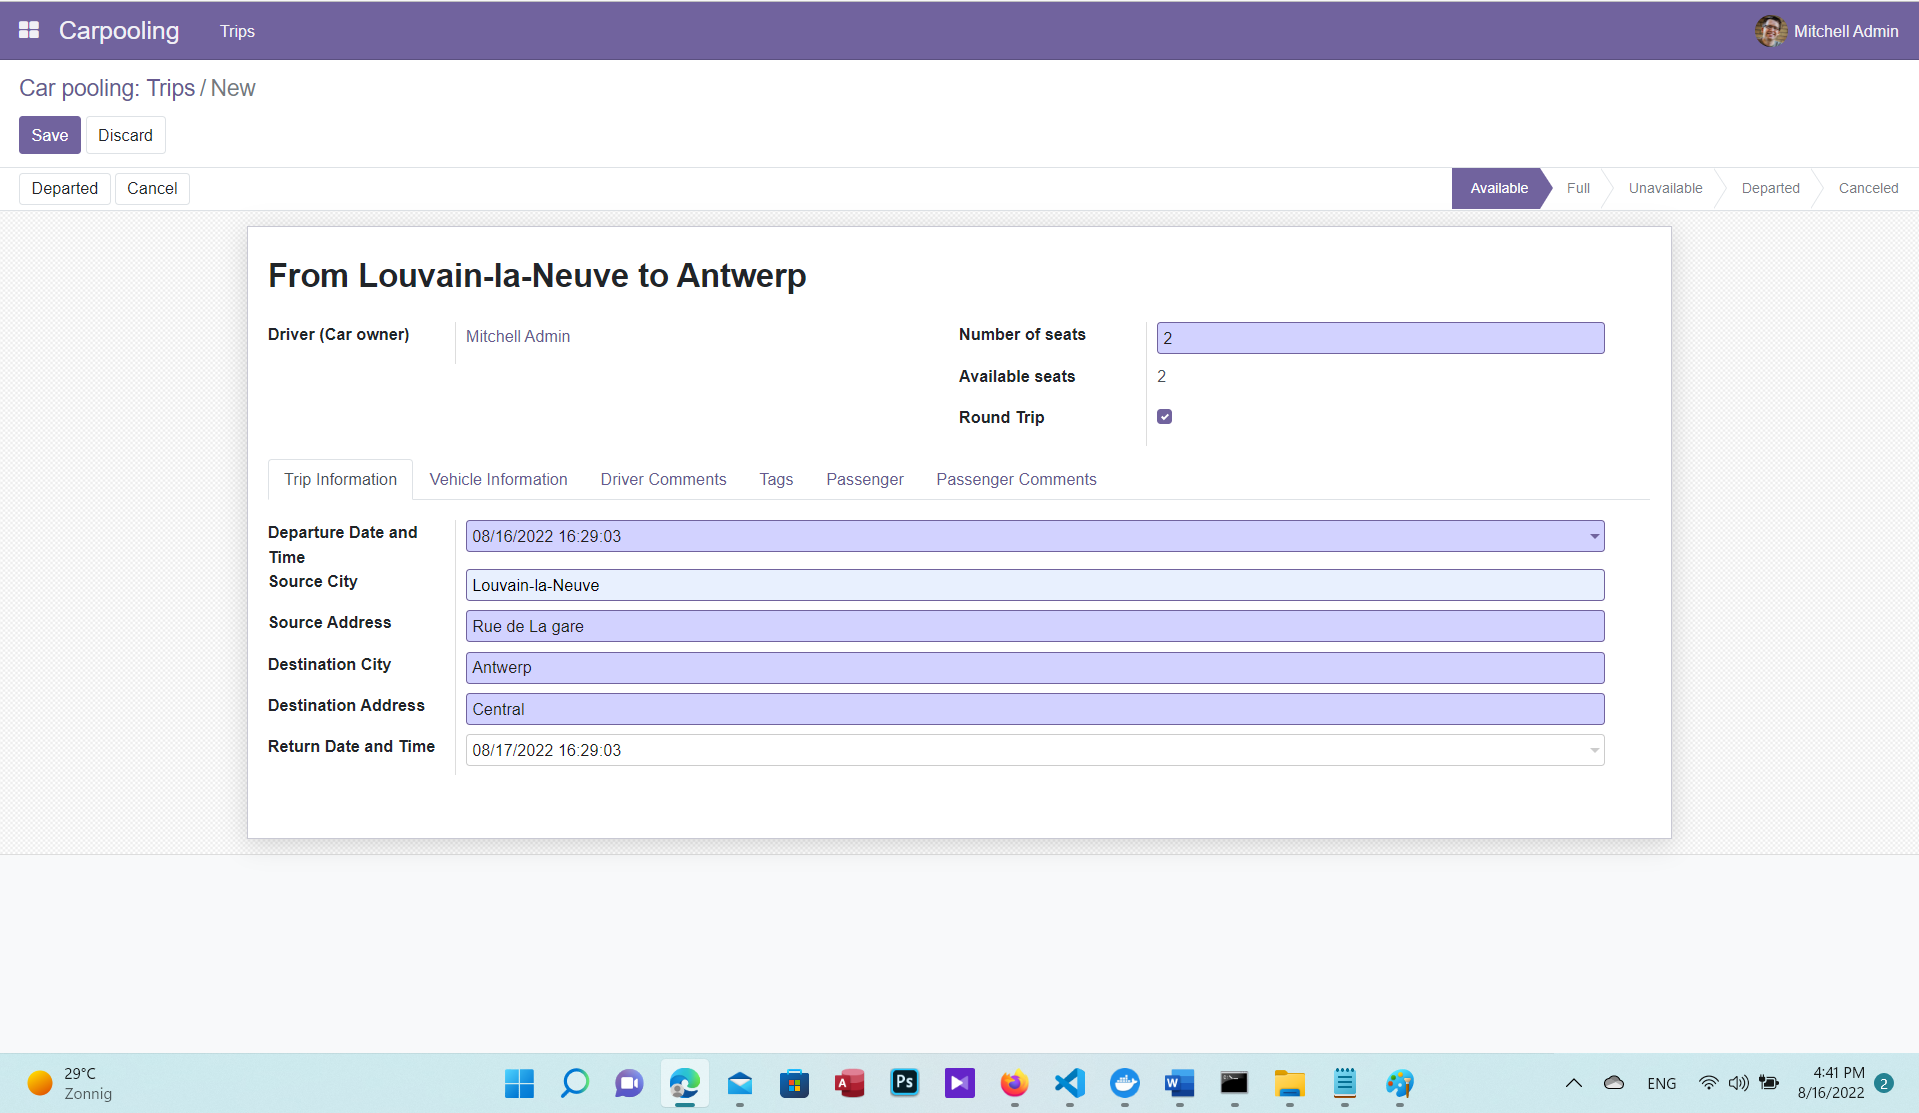 Carpooling Trips Mitchell Admin
Car pooling: Trips / New
Save Discard
Departed Cancel Available Full Unavailable Departed Canceled
From Louvain-la-Neuve to Antwerp
Driver (Car owner) Mitchell Admin Number of seats 2
Available seats 2
Round Trip
Trip Information Vehicle Information Driver Comments Tags Passenger Passenger Comments
Departure Date and Time 08/16/2022 16:29:03
Source City Louvain-la-Neuve
Source Address Rue de La gare
Destination City Antwerp
Destination Address Central
Return Date and Time 08/17/2022 16:29:03
29°C
Zonnig
A
Ps
W
ENG
4:41 PM
8/16/2022
2